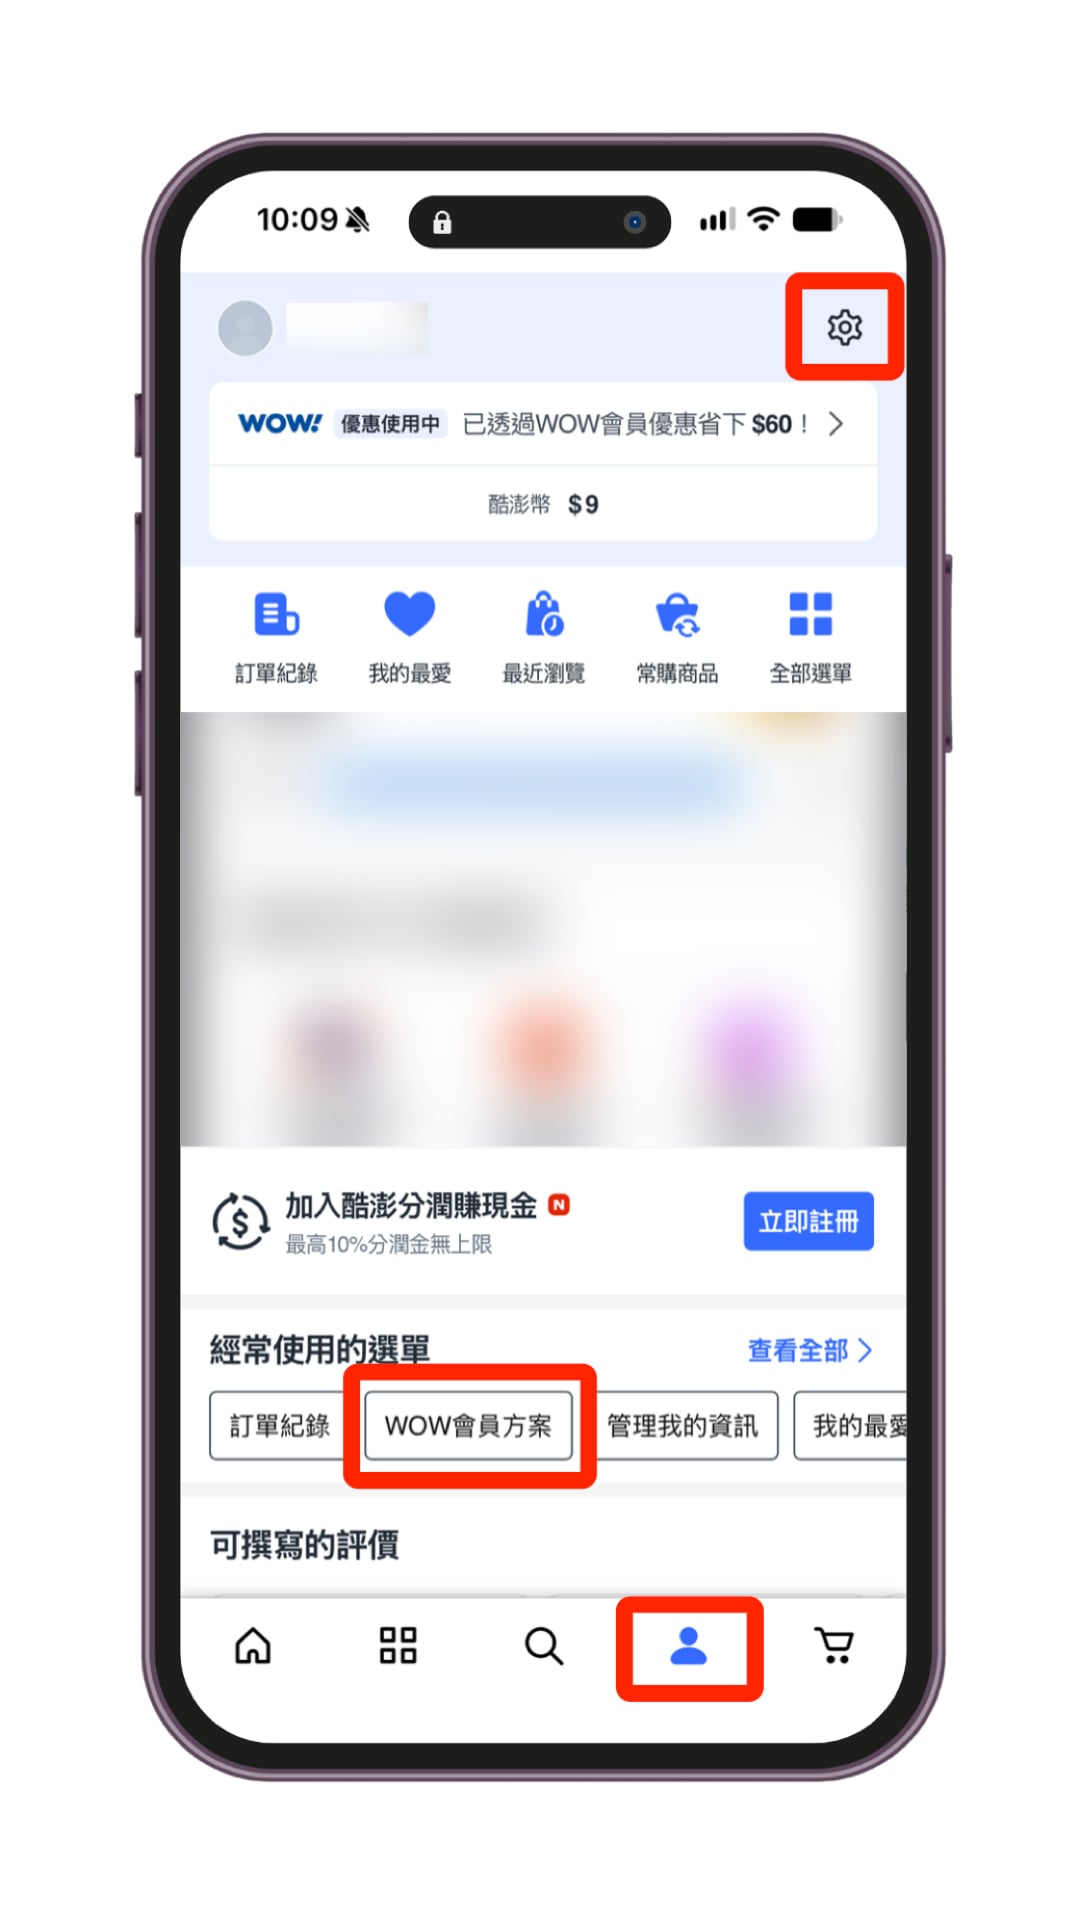 10:09
WOW! 優惠使用中 已透過WOW會員優惠省下 $60！
酷澎幣 $9
訂單紀錄 我的最愛 最近瀏覽 常購商品 全部選單
加入酷澎分潤賺現金 N
最高10%分潤金無上限
立即註冊
經常使用的選單 查看全部
訂單紀錄 WOW會員方案 管理我的資訊 我的最愛
可撰寫的評價